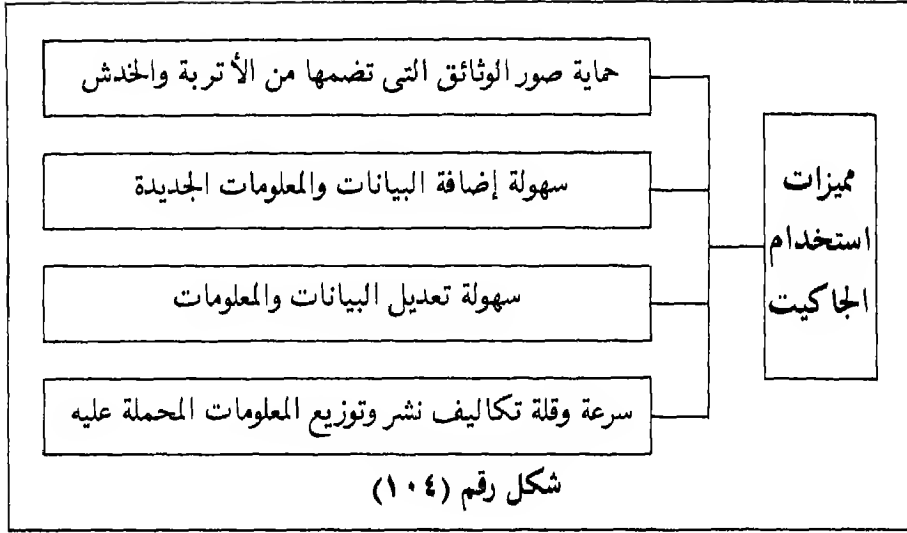 مميزات
استخدام
الجاكيت
حماية صور الوثائق التى تضمها من الأتربة والخدش
سهولة إضافة البيانات والمعلومات الجديدة
سهولة تعديل البيانات والمعلومات
سرعة وقلة تكاليف نشر وتوزيع المعلومات المحملة عليه
شكل رقم (١٠٤)